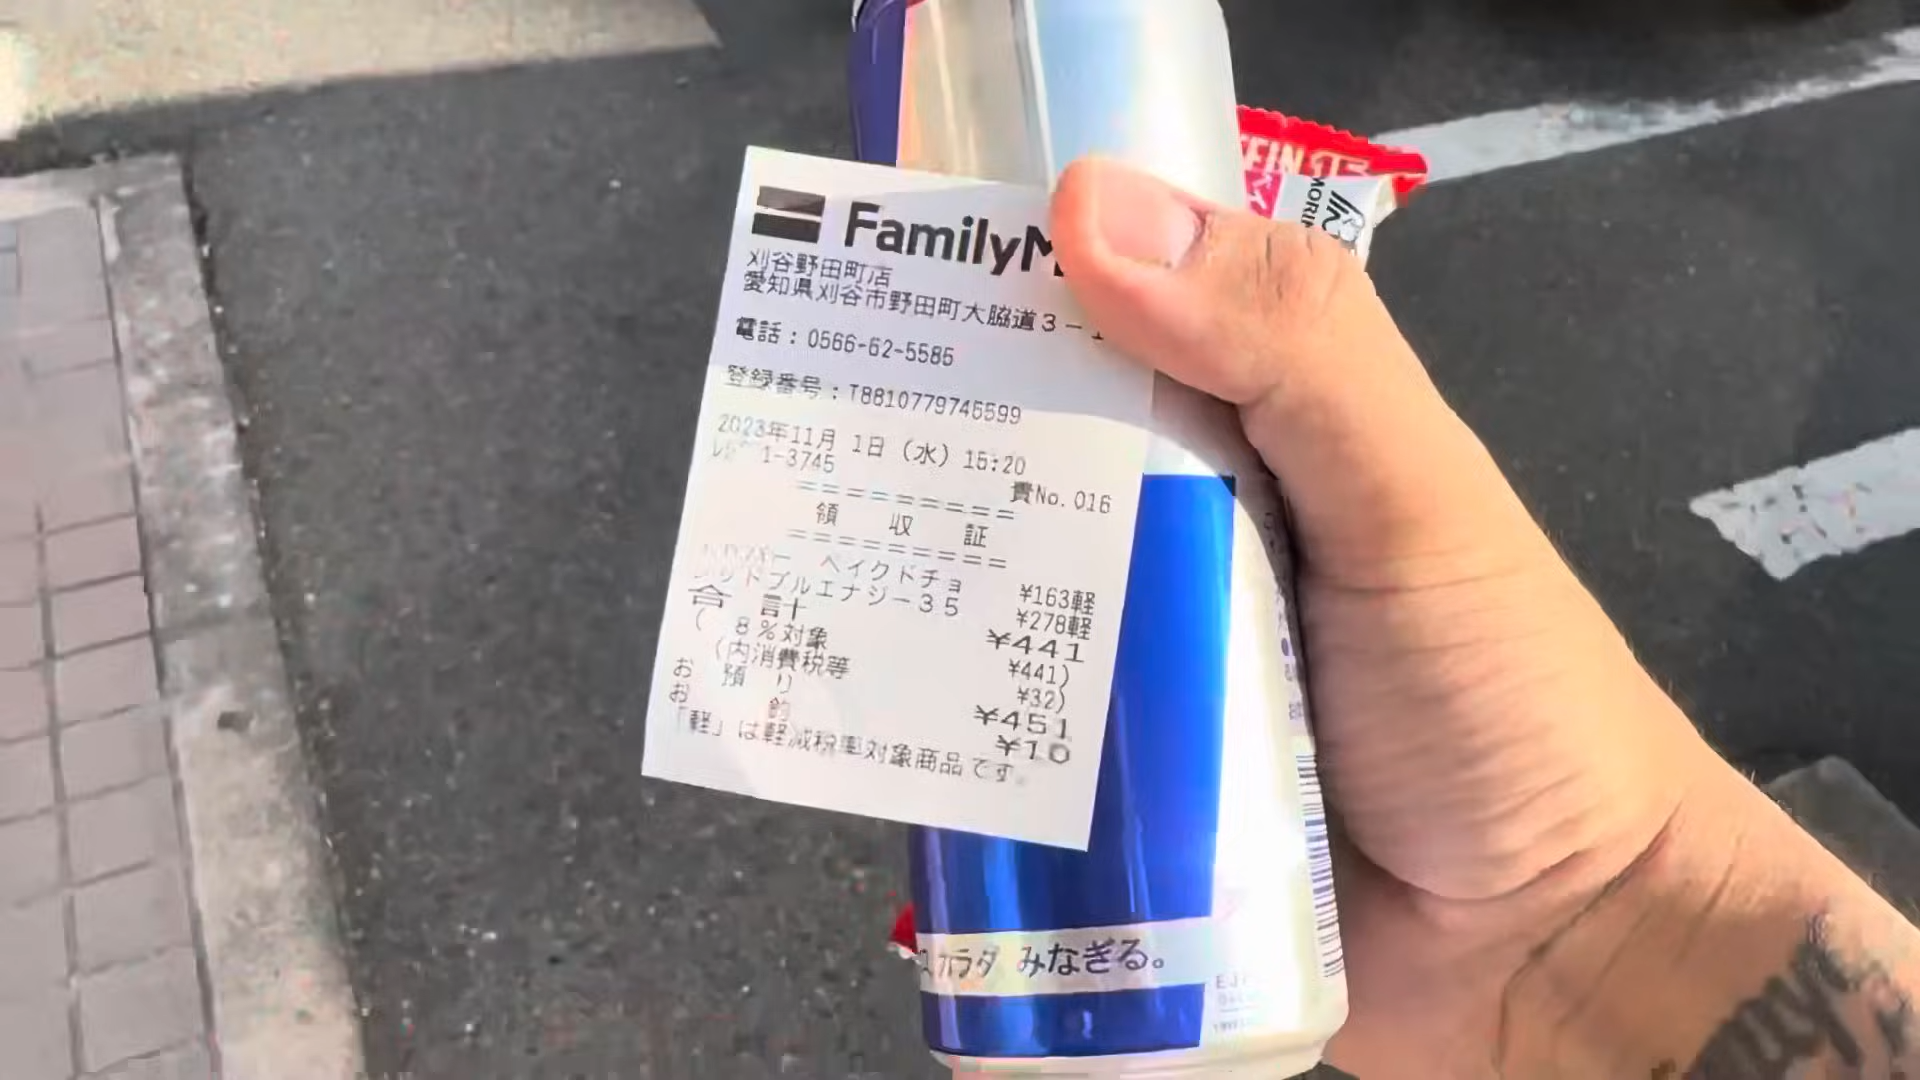 FamilyM
刈谷野田町店
愛知県刈谷市野田町大脇道3-1
電話:0566-62-5585
登録番号:T8810779745599
2023年11月 1日(水) 15:20
1-3745
責No.016
領 収 証
ベイクドチョ ¥163軽
レッドブルエナジー35 ¥278軽
合 計 ¥441
( 8%対象 ¥441)
(内消費税等 ¥32)
お 預 り ¥451
お 釣 ¥10
「軽」は軽減税率対象商品です。
カラダ みなぎる。
EIN 15
MORIN